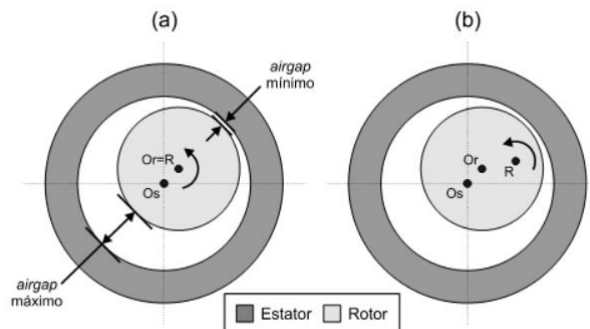 (a)
airgap
mínimo
Or=R
Os
airgap
máximo
(b)
Or
R
Os
Estator
Rotor